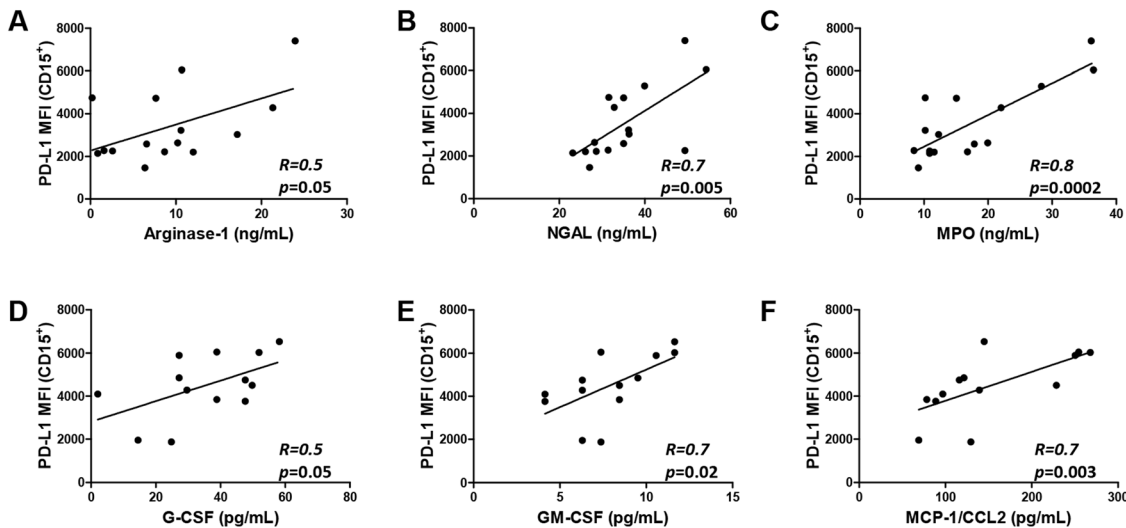 A
PD-L1 MFI (CD15+)
8000
6000
4000
2000
0
0 10 20 30
R=0.5
p=0.05
Arginase-1 (ng/mL)
B
PD-L1 MFI (CD15+)
8000
6000
4000
2000
0
0 20 40 60
R=0.7
p=0.005
NGAL (ng/mL)
C
PD-L1 MFI (CD15+)
8000
6000
4000
2000
0
0 10 20 30 40
R=0.8
p=0.0002
MPO (ng/mL)
D
PD-L1 MFI (CD15+)
8000
6000
4000
2000
0
0 20 40 60 80
R=0.5
p=0.05
G-CSF (pg/mL)
E
PD-L1 MFI (CD15+)
8000
6000
4000
2000
0
0 5 10 15
R=0.7
p=0.02
GM-CSF (pg/mL)
F
PD-L1 MFI (CD15+)
8000
6000
4000
2000
0
0 100 200 300
R=0.7
p=0.003
MCP-1/CCL2 (pg/mL)